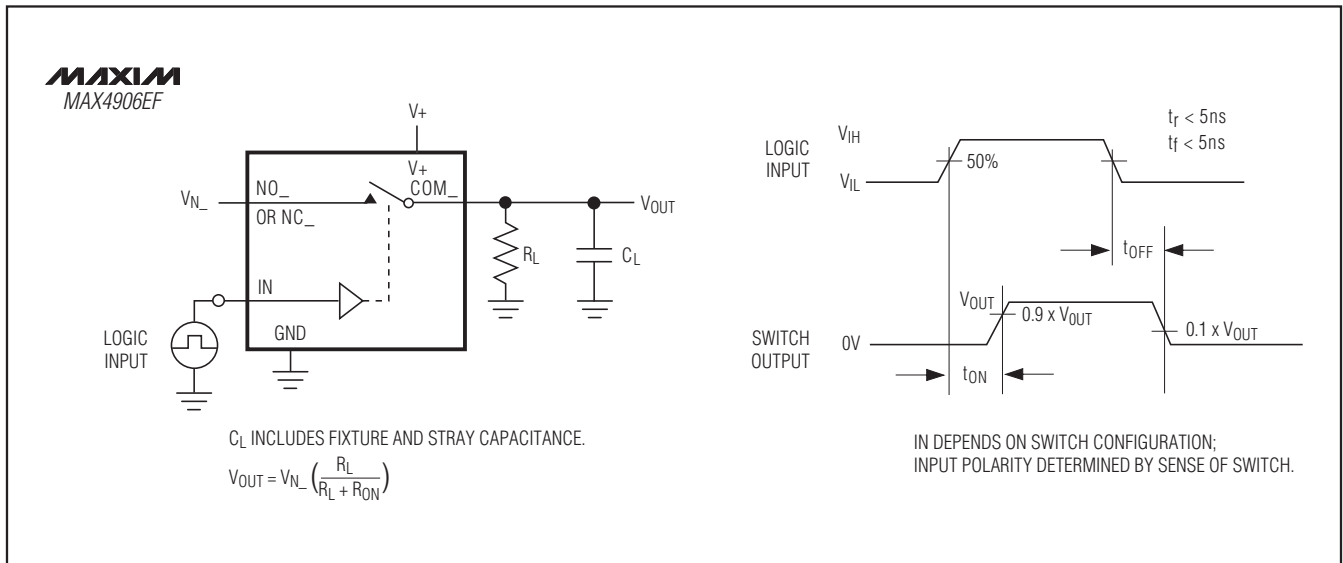 MAXIM
MAX4906EF
V+
V+
V_N_
NO_
OR NC_
COM_
V_OUT
R_L
C_L
IN
GND
LOGIC
INPUT
C_L INCLUDES FIXTURE AND STRAY CAPACITANCE.
V_OUT = V_N_ (R_L / (R_L + R_ON))
LOGIC
INPUT
V_IH
V_IL
50%
t_r < 5ns
t_f < 5ns
t_OFF
SWITCH
OUTPUT
V_OUT
0V
0.9 x V_OUT
0.1 x V_OUT
t_ON
IN DEPENDS ON SWITCH CONFIGURATION;
INPUT POLARITY DETERMINED BY SENSE OF SWITCH.